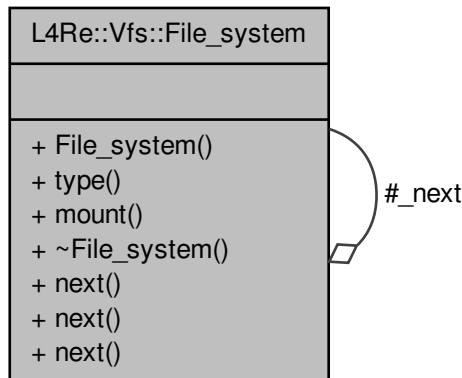 L4Re::Vfs::File_system
+ File_system()
+ type()
+ mount()
+ ~File_system()
+ next()
+ next()
+ next()
#_next